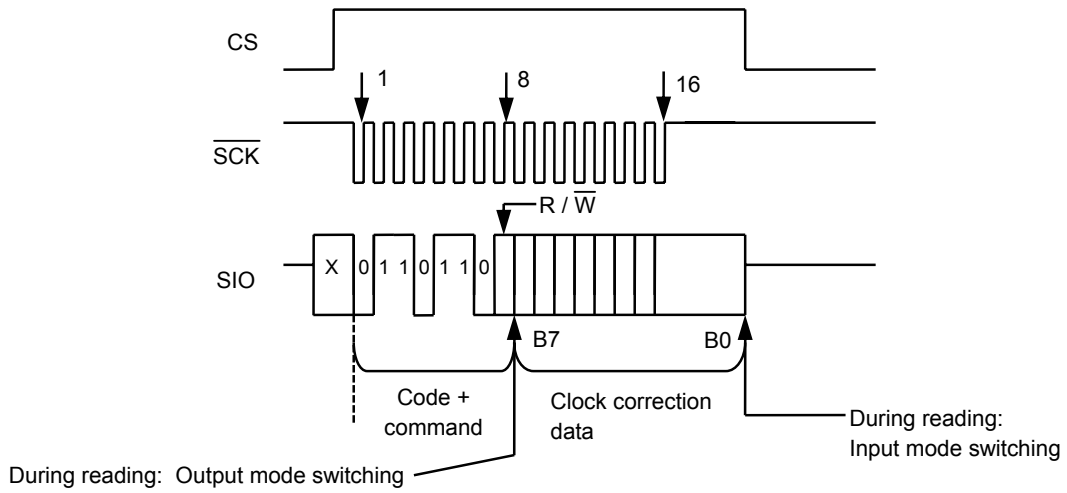 CS
1
8
16
SCK
R / W
SIO
X 0 1 1 0 1 1 0
B7
B0
Code +
command
Clock correction
data
During reading:
Input mode switching
During reading: Output mode switching